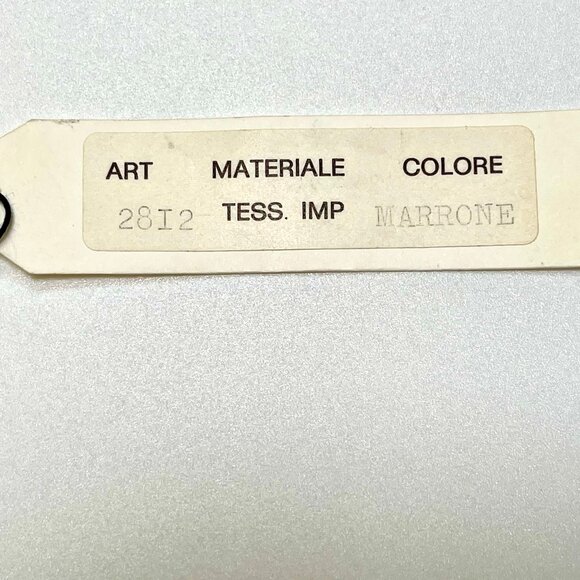 ART MATERIALE COLORE
28I2 TESS. IMP MARRONE